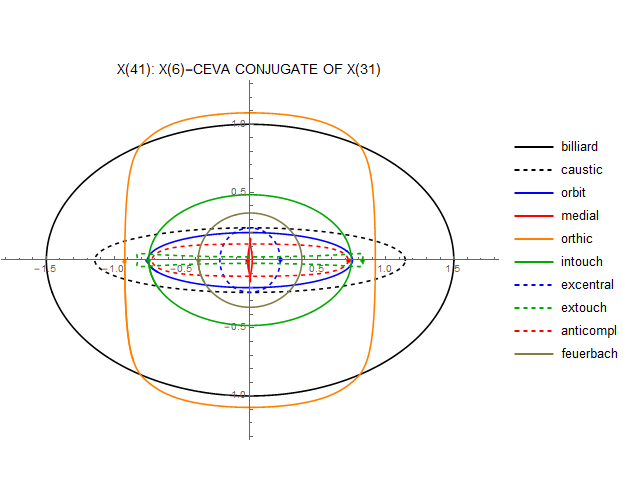 X(41): X(6)-CEVA CONJUGATE OF X(31)
1.0
0.5
-1.5
-1.0
-0.5
0.5
1.0
1.5
-0.5
-1.0
billiard
caustic
orbit
medial
orthic
intouch
excentral
extouch
anticompl
feuerbach